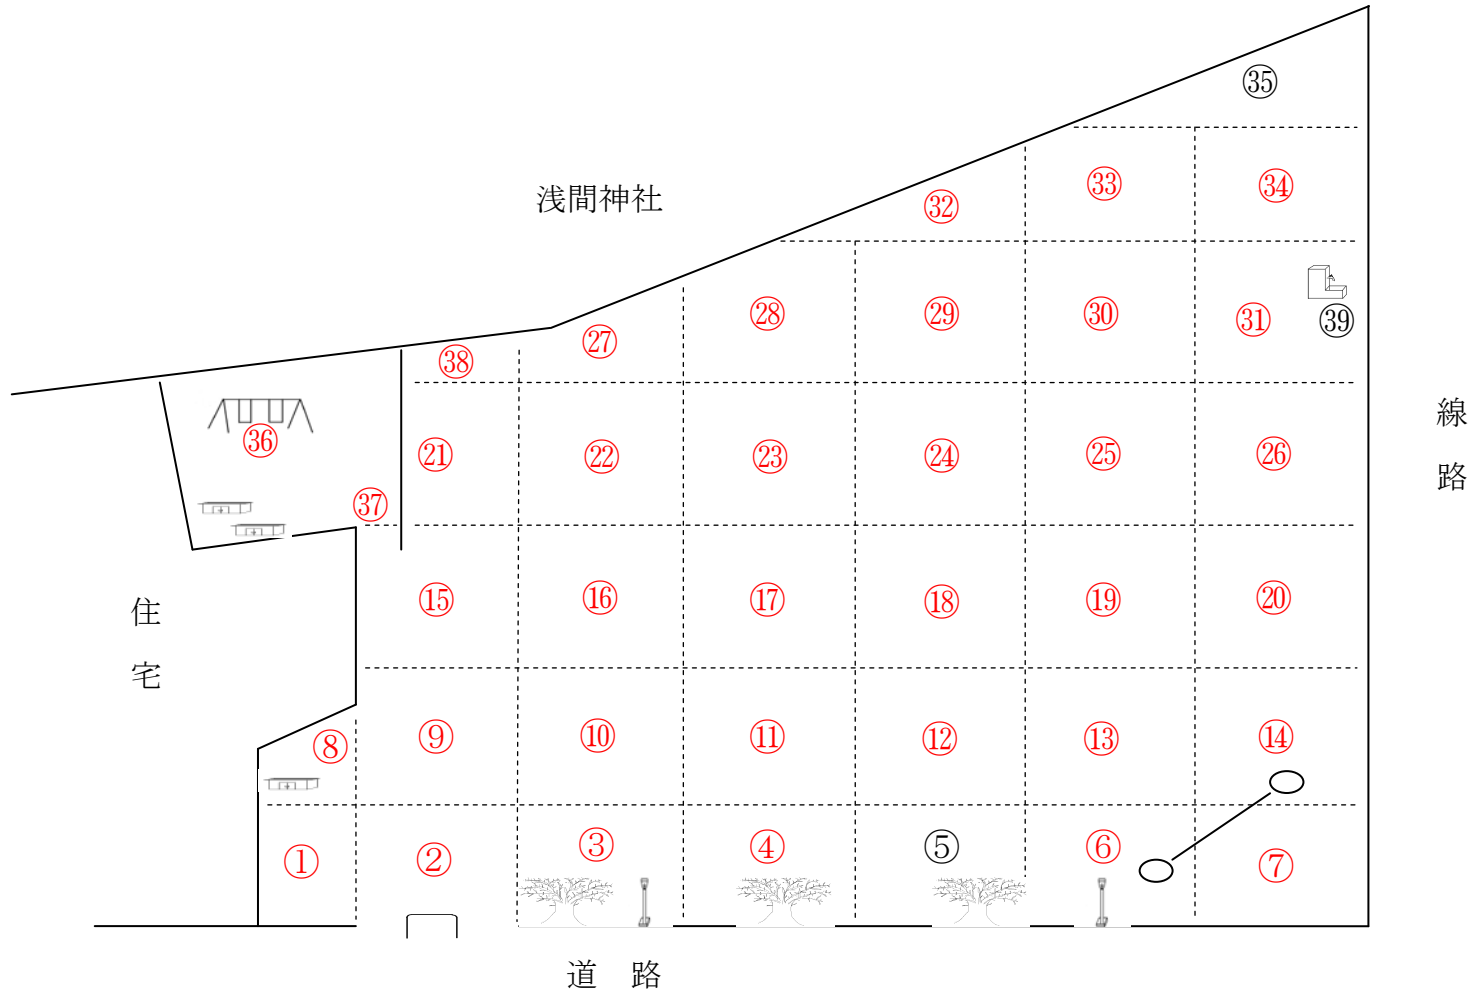 ㉟
浅間神社
㉜ ㉝ ㉞
㊳ ㉗ ㉘ ㉙ ㉚ ㉛ ㊴
㊱ ㉑ ㉒ ㉓ ㉔ ㉕ ㉖
㊲
線路
住宅
⑮ ⑯ ⑰ ⑱ ⑲ ⑳
⑧ ⑨ ⑩ ⑪ ⑫ ⑬ ⑭
① ② ③ ④ ⑤ ⑥ ⑦
道 路